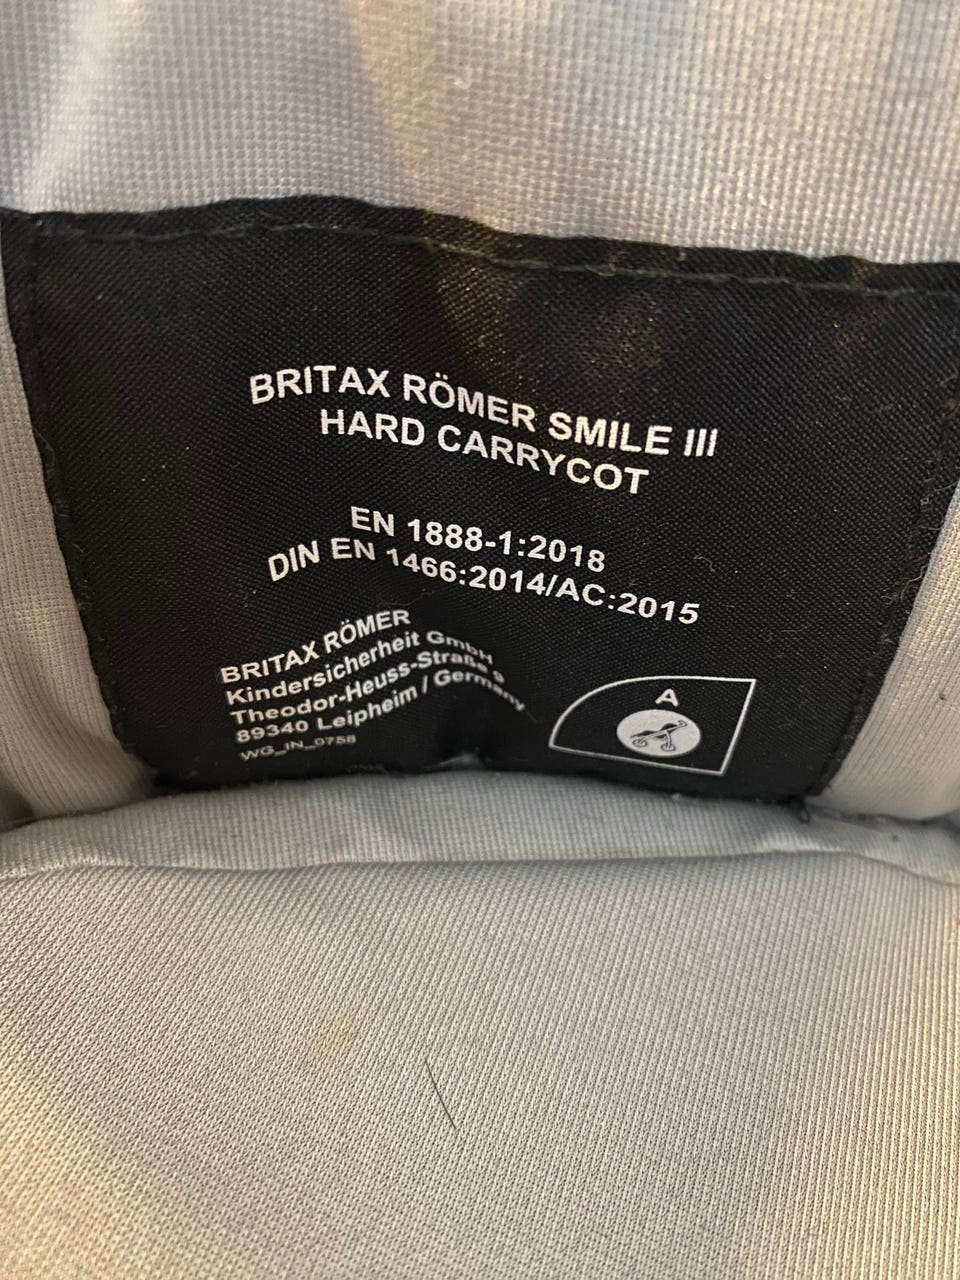 BRITAX RÖMER SMILE III
HARD CARRYCOT
EN 1888-1:2018
DIN EN 1466:2014/AC:2015
BRITAX RÖMER
Kindersicherheit GmbH
Theodor-Heuss-Straße 9
89340 Leipheim / Germany
WG_IN_0758
A